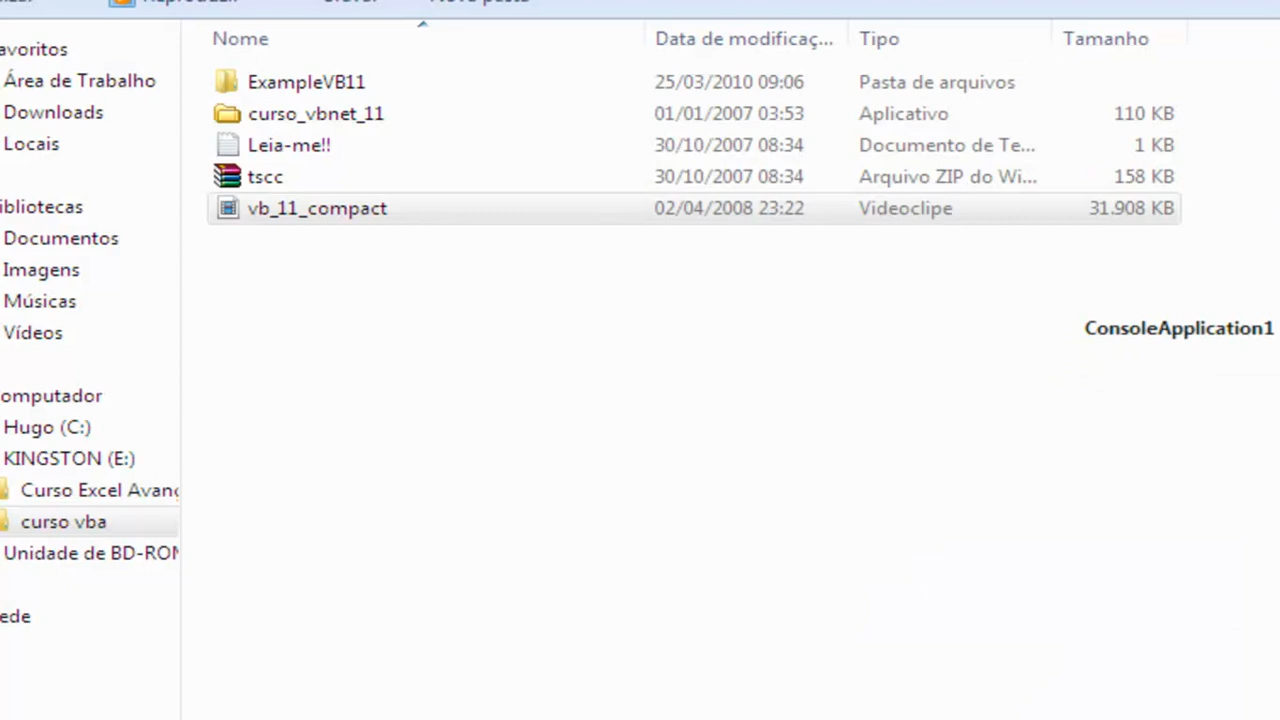 Nome Data de modificaç... Tipo Tamanho
avoritos
Área de Trabalho
Downloads
Locais
ibliotecas
Documentos
Imagens
Músicas
Vídeos
omputador
Hugo (C:)
KINGSTON (E:)
Curso Excel Avanç
curso vba
Unidade de BD-ROM
ede
ExampleVB11 25/03/2010 09:06 Pasta de arquivos
curso_vbnet_11 01/01/2007 03:53 Aplicativo 110 KB
Leia-me!! 30/10/2007 08:34 Documento de Te... 1 KB
tscc 30/10/2007 08:34 Arquivo ZIP do Wi... 158 KB
vb_11_compact 02/04/2008 23:22 Videoclipe 31.908 KB
ConsoleApplication1